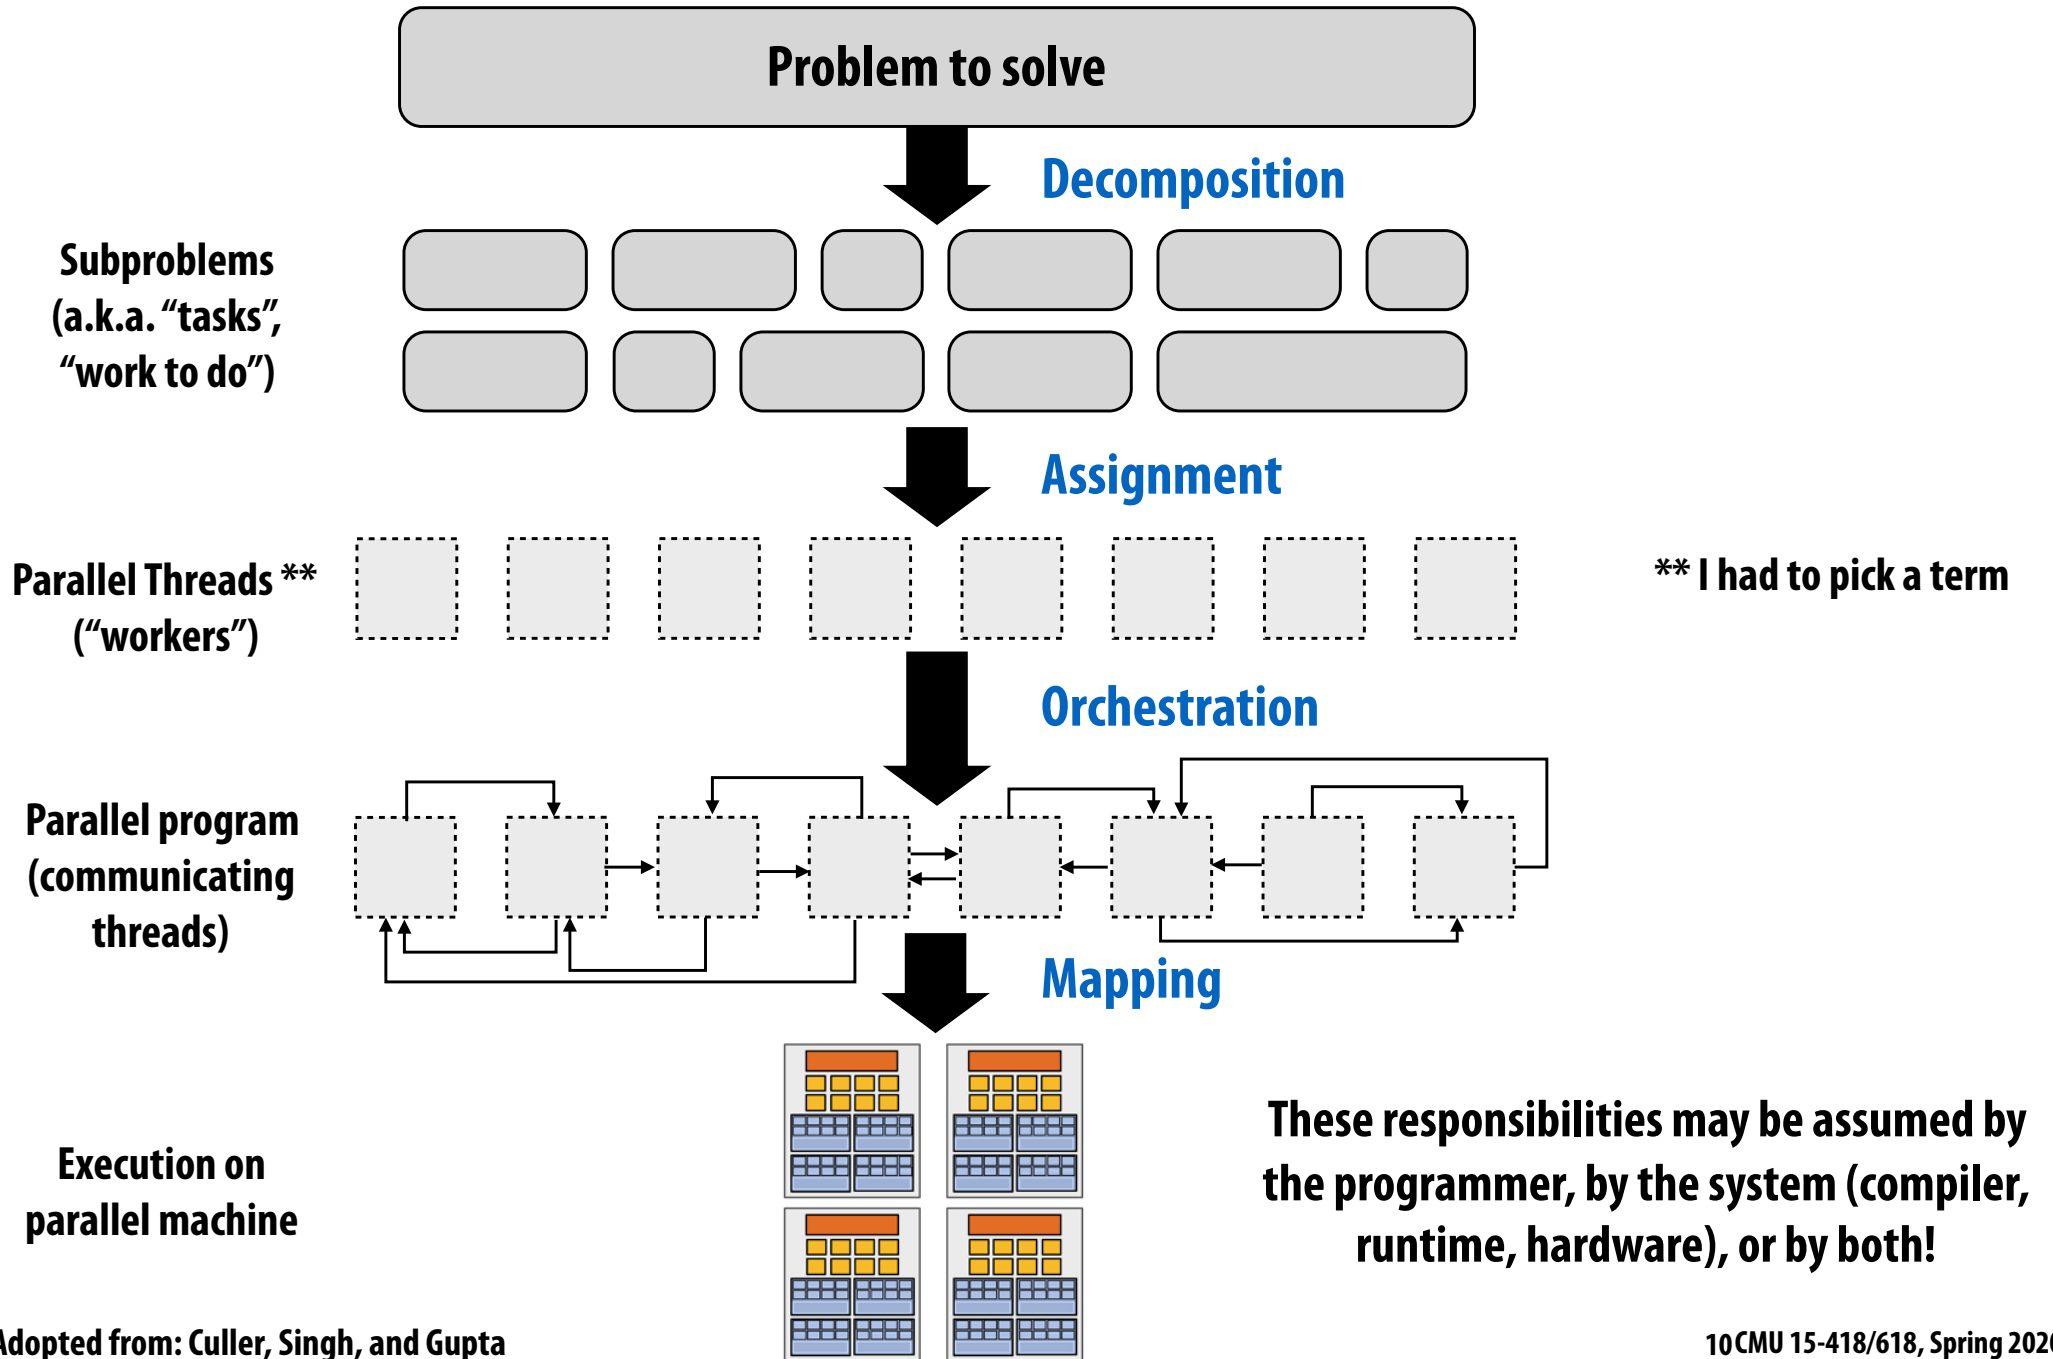 Problem to solve
Decomposition
Subproblems
(a.k.a. “tasks”,
“work to do”)
Assignment
Parallel Threads **
(“workers”)
** I had to pick a term
Orchestration
Parallel program
(communicating
threads)
Mapping
Execution on
parallel machine
These responsibilities may be assumed by
the programmer, by the system (compiler,
runtime, hardware), or by both!
Adopted from: Culler, Singh, and Gupta
10 CMU 15-418/618, Spring 2020